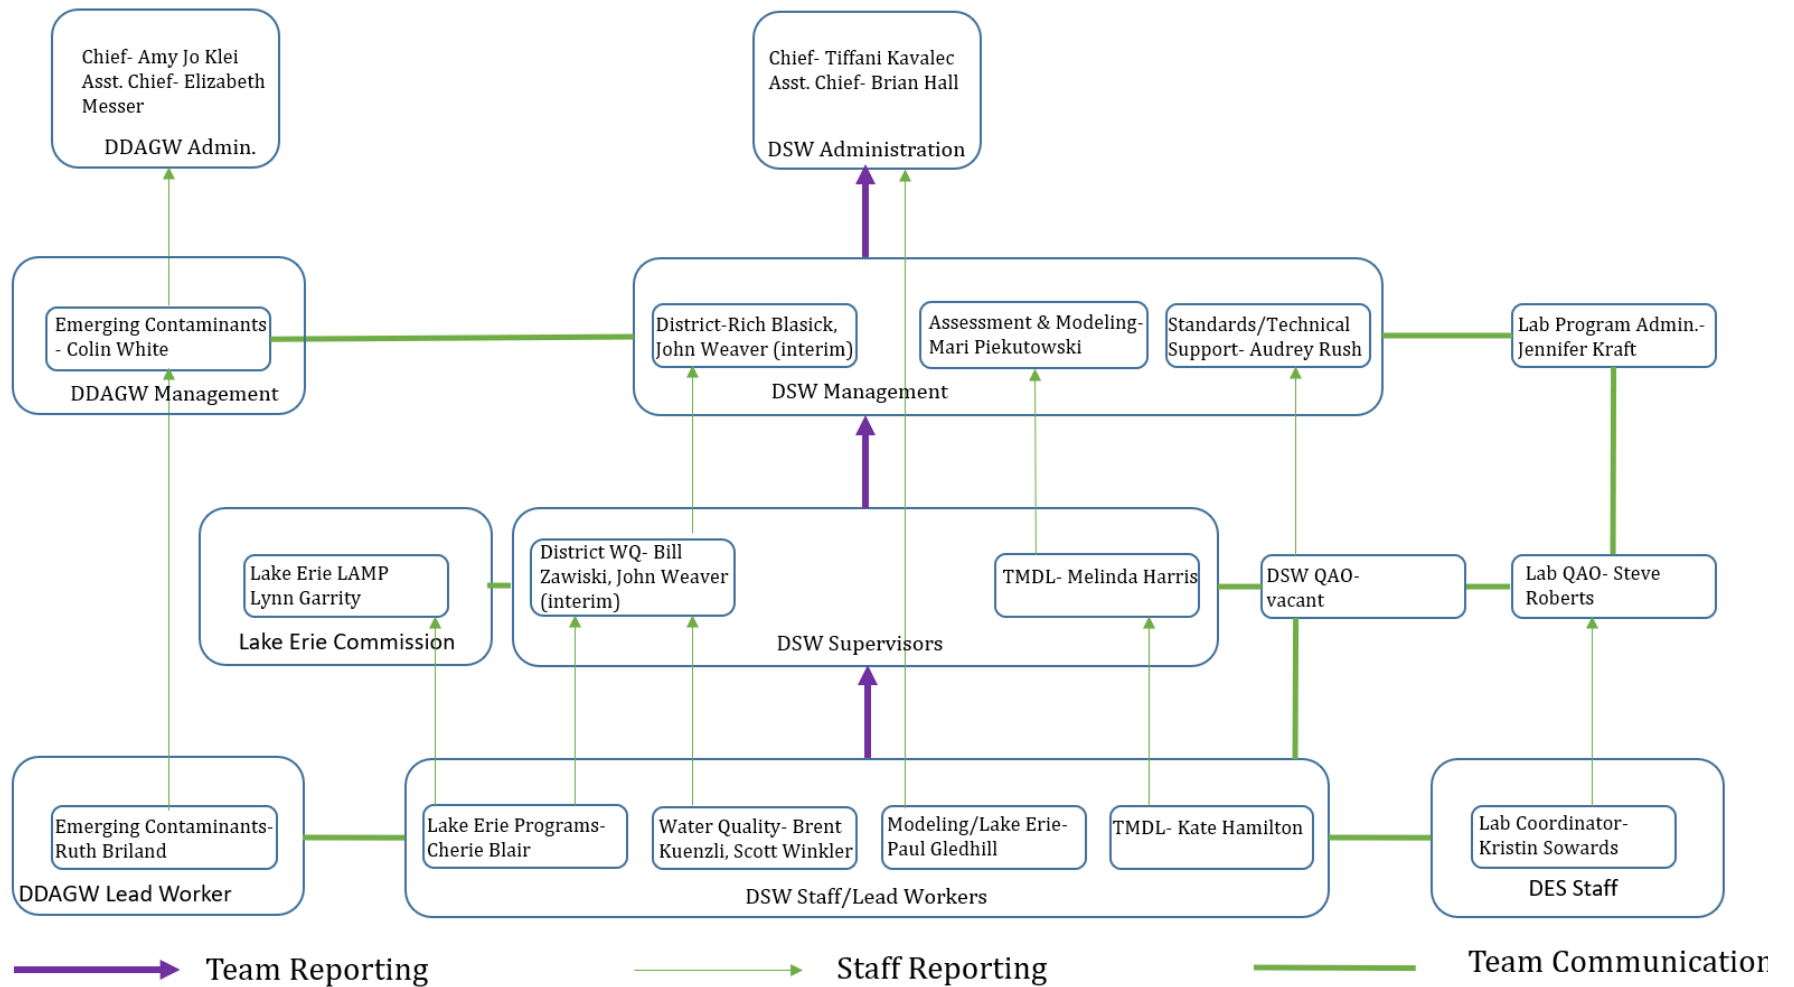 Chief- Amy Jo Klei
Asst. Chief- Elizabeth
Messer
DDAGW Admin.
Chief- Tiffani Kavalec
Asst. Chief- Brian Hall
DSW Administration
Emerging Contaminants
- Colin White
DDAGW Management
District-Rich Blasick,
John Weaver (interim)
Assessment & Modeling-
Mari Piekutowski
Standards/Technical
Support- Audrey Rush
DSW Management
Lab Program Admin.-
Jennifer Kraft
Lake Erie LAMP
Lynn Garrity
Lake Erie Commission
District WQ- Bill
Zawiski, John Weaver
(interim)
TMDL- Melinda Harris
DSW Supervisors
DSW QAO-
vacant
Lab QAO- Steve
Roberts
Emerging Contaminants-
Ruth Briland
DDAGW Lead Worker
Lake Erie Programs-
Cherie Blair
Water Quality- Brent
Kuenzli, Scott Winkler
Modeling/Lake Erie-
Paul Gledhill
TMDL- Kate Hamilton
DSW Staff/Lead Workers
Lab Coordinator-
Kristin Sowards
DES Staff
Team Reporting
Staff Reporting
Team Communication